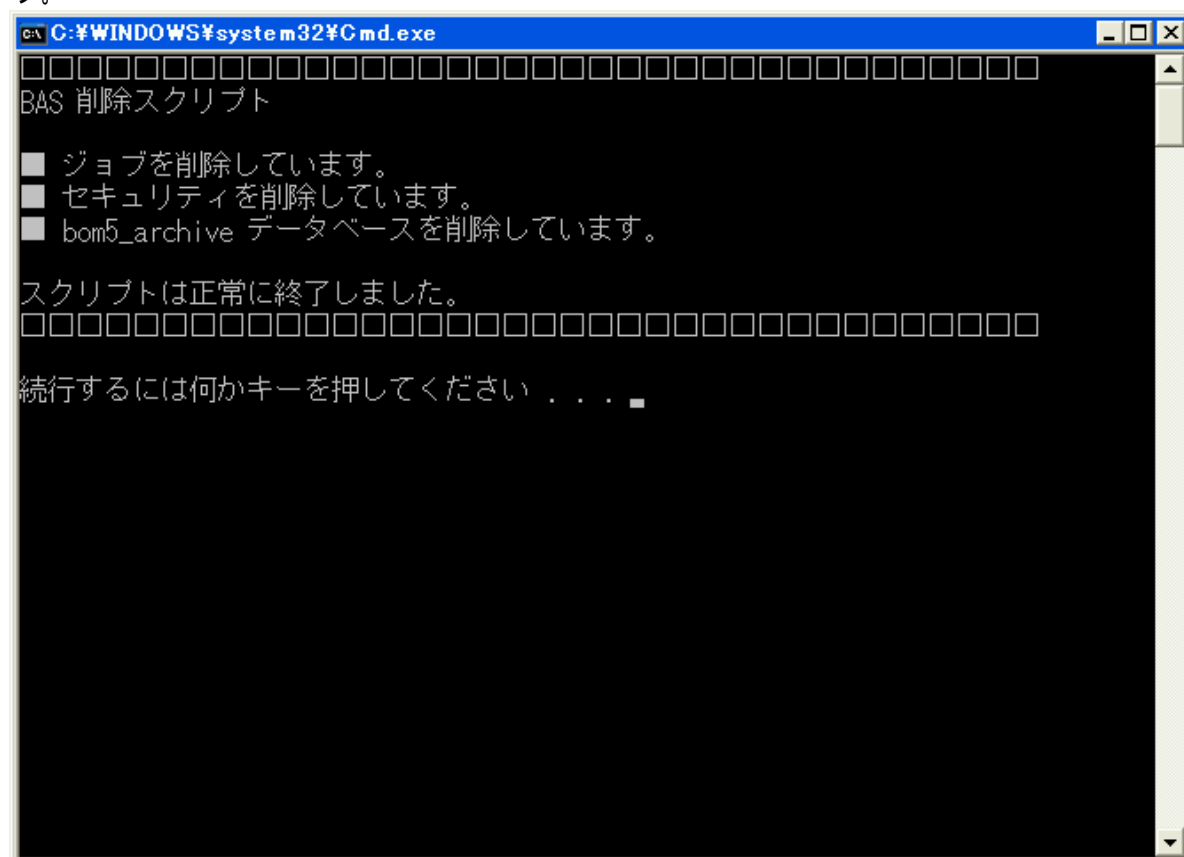 す。
C:¥WINDOWS¥system32¥Cmd.exe
□□□□□□□□□□□□□□□□□□□□□□□□□□□□□□□□□□□□
BAS 削除スクリプト
■ ジョブを削除しています。
■ セキュリティを削除しています。
■ bom5_archive データベースを削除しています。
スクリプトは正常に終了しました。
□□□□□□□□□□□□□□□□□□□□□□□□□□□□□□□□□□□□
続行するには何かキーを押してください . . .